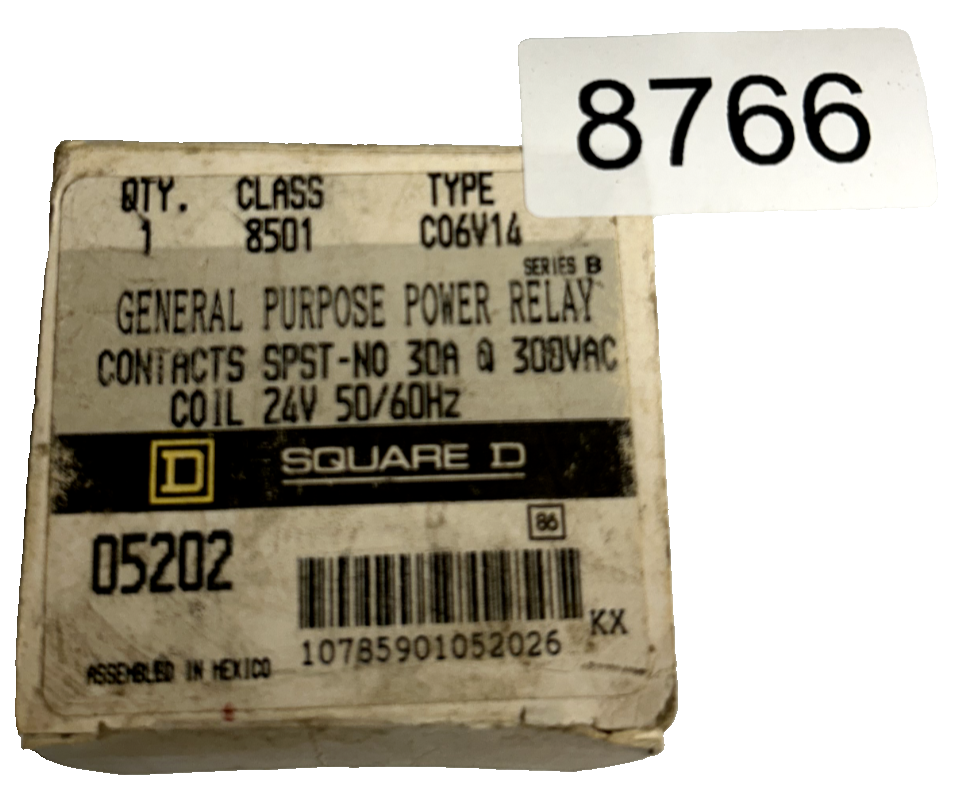 8766
QTY. CLASS TYPE
1 8501 CO6V14
SERIES B
GENERAL PURPOSE POWER RELAY
CONTACTS SPST-NO 30A @ 300VAC
COIL 24V 50/60Hz
D SQUARE D
86
05202
KX
10785901052026
ASSEMBLED IN MEXICO